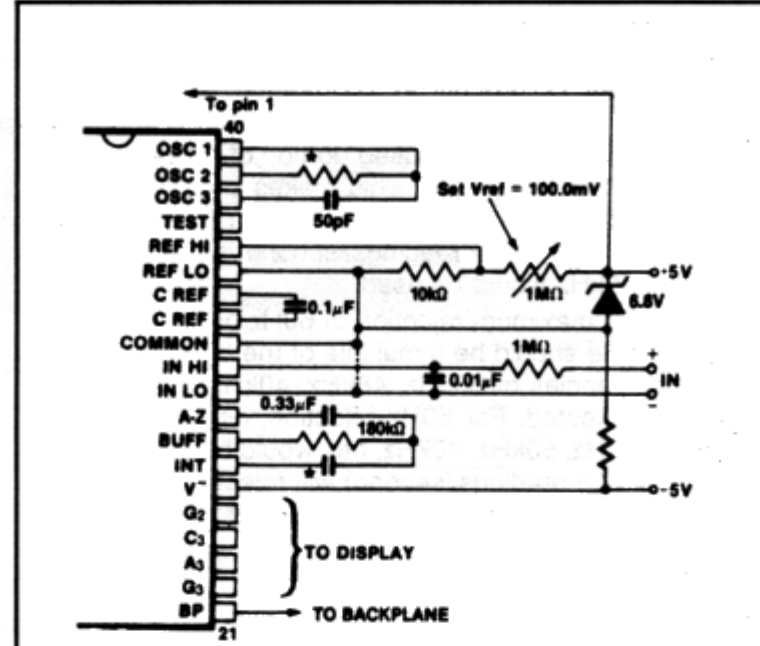 To pin 1
40
OSC 1
OSC 2
*
Set Vref = 100.0mV
OSC 3
50pF
TEST
REF HI
REF LO
+5V
10kΩ
1MΩ
C REF
0.1μF
6.8V
C REF
COMMON
1MΩ
+
IN HI
0.01μF
IN
IN LO
−
0.33μF
A-Z
BUFF
180kΩ
INT
*
V⁻
−5V
G2
C3
TO DISPLAY
A3
G3
BP
TO BACKPLANE
21